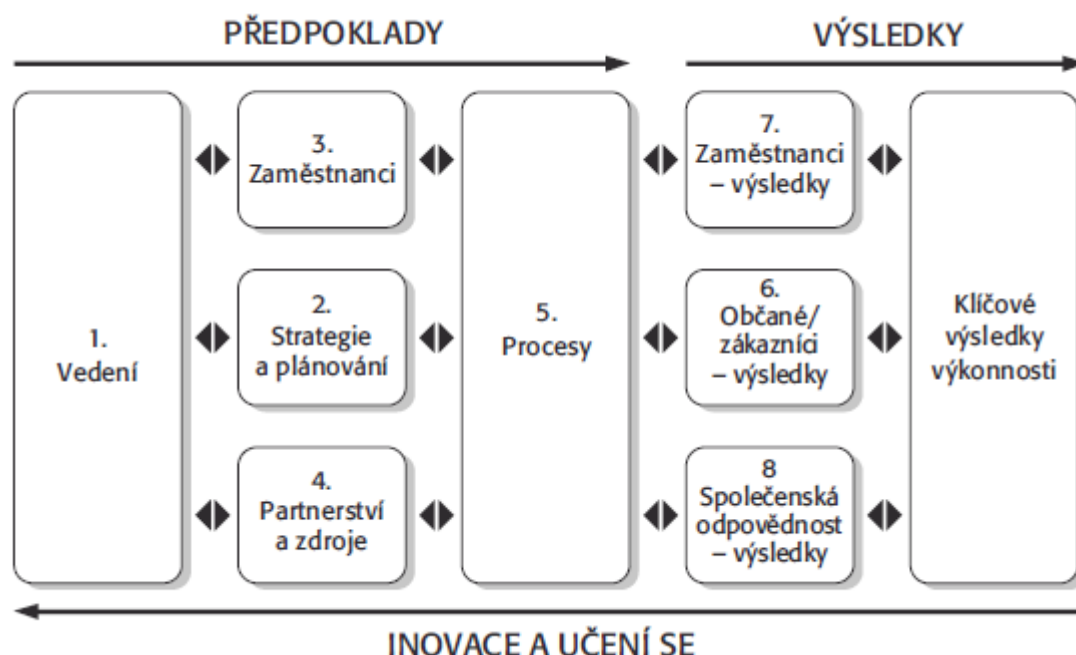 PŘEDPOKLADY
VÝSLEDKY
1.
Vedení
3.
Zaměstnanci
2.
Strategie
a plánování
4.
Partnerství
a zdroje
5.
Procesy
7.
Zaměstnanci
– výsledky
6.
Občané/
zákazníci
– výsledky
8
Společenská
odpovědnost
– výsledky
Klíčové
výsledky
výkonnosti
INOVACE A UČENÍ SE